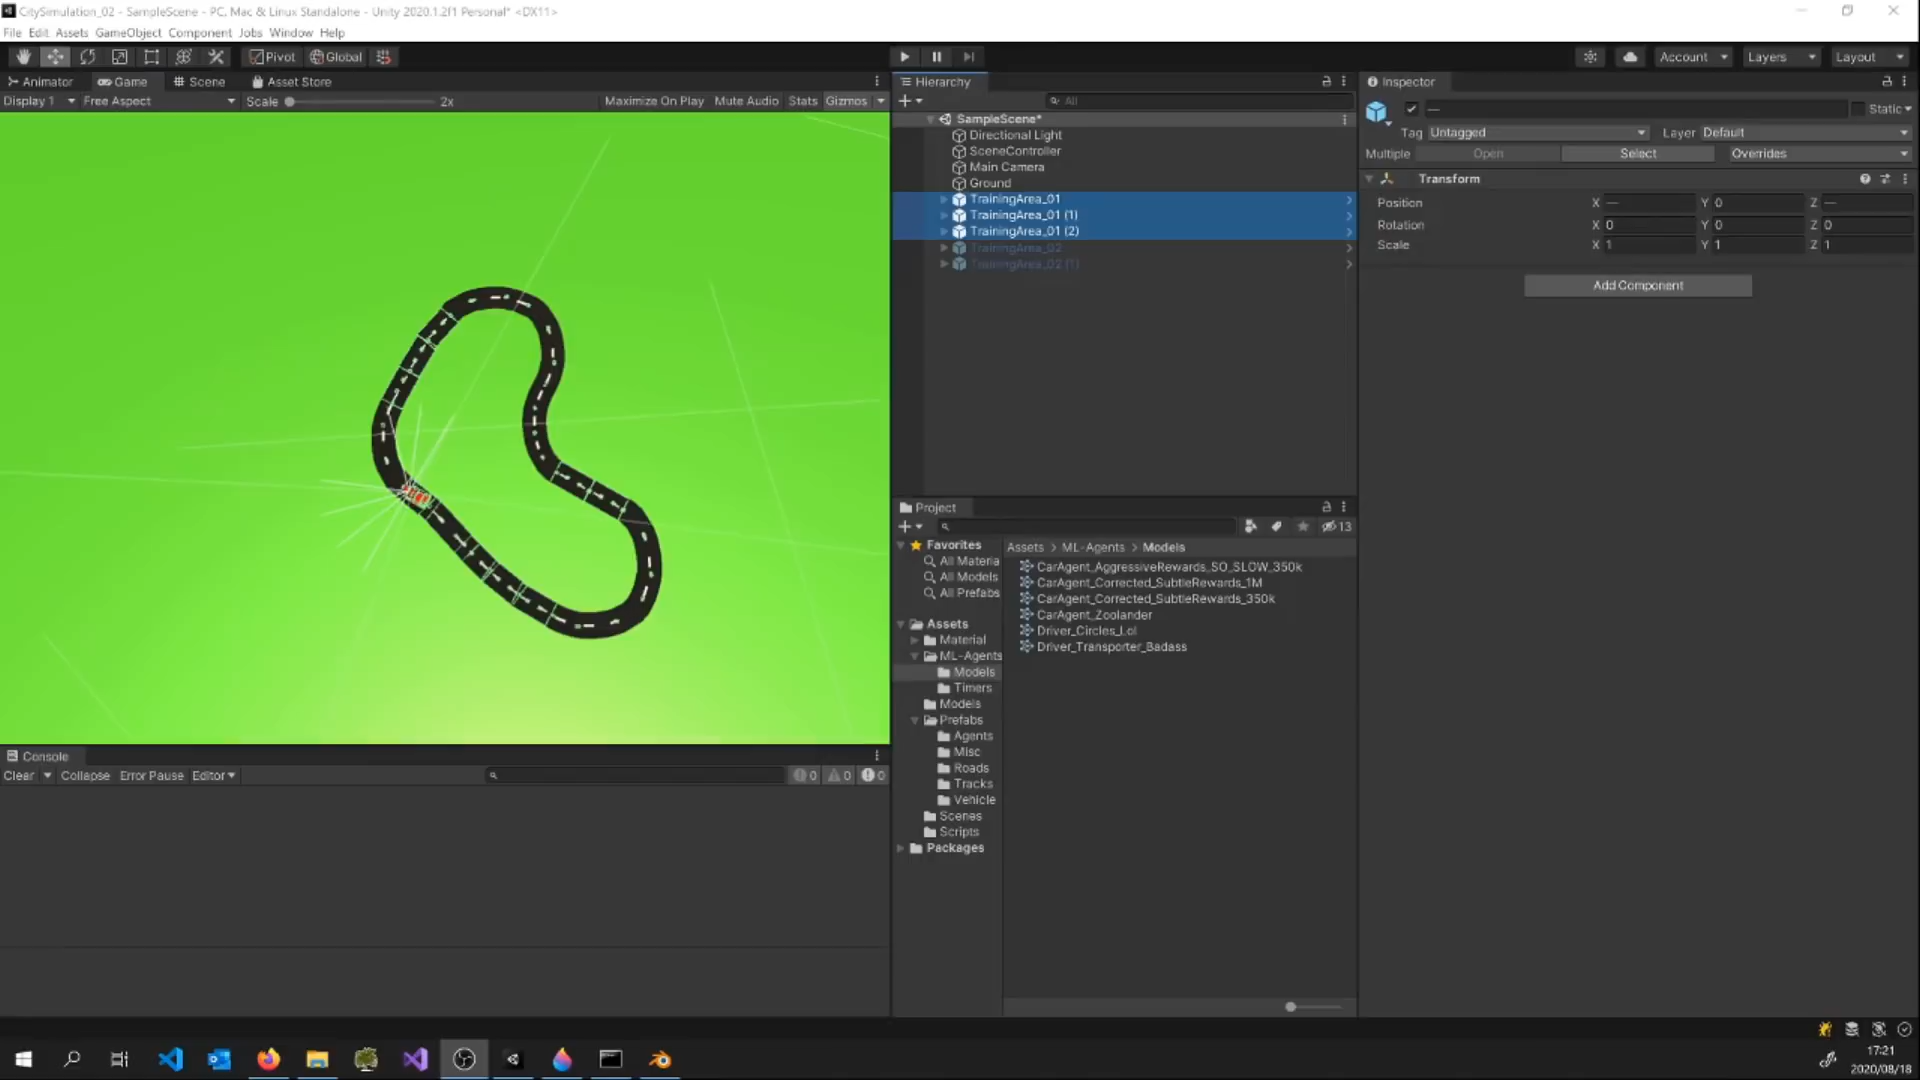 CitySimulation_02 - SampleScene - PC, Mac & Linux Standalone - Unity 2020.1.2f1 Personal* <DX11>
File Edit Assets GameObject Component Jobs Window Help
Pivot Global Account Layers Layout
Animator Game Scene Asset Store
Display 1 Free Aspect Scale 2x Maximize On Play Mute Audio Stats Gizmos
Hierarchy
All
SampleScene*
Directional Light
SceneController
Main Camera
Ground
TrainingArea_01
TrainingArea_01 (1)
TrainingArea_01 (2)
TrainingArea_02
TrainingArea_02 (1)
Inspector
— Static
Tag Untagged Layer Default
Multiple Open Select Overrides
Transform
Position X — Y 0 Z —
Rotation X 0 Y 0 Z 0
Scale X 1 Y 1 Z 1
Add Component
Project
13
Favorites
All Materia
All Models
All Prefabs
Assets
Material
ML-Agents
Models
Timers
Models
Prefabs
Agents
Misc
Roads
Tracks
Vehicle
Scenes
Scripts
Packages
Assets > ML-Agents > Models
CarAgent_AggressiveRewards_SO_SLOW_350k
CarAgent_Corrected_SubtleRewards_1M
CarAgent_Corrected_SubtleRewards_350k
CarAgent_Zoolander
Driver_Circles_Lol
Driver_Transporter_Badass
Console
Clear Collapse Error Pause Editor 0 0 0
17:21
2020/08/18